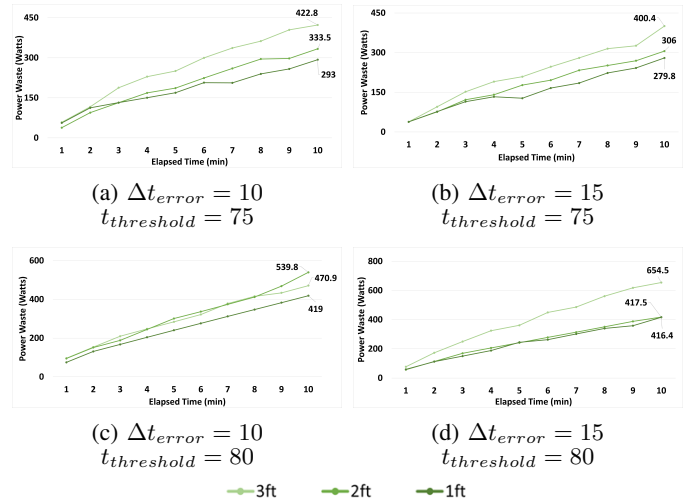 450
300
150
0
Power Waste (Watts)
422.8
333.5
293
1 2 3 4 5 6 7 8 9 10
Elapsed Time (min)
450
300
150
0
Power Waste (Watts)
400.4
306
279.8
1 2 3 4 5 6 7 8 9 10
Elapsed Time (min)
(a) Δt_error = 10
t_threshold = 75
(b) Δt_error = 15
t_threshold = 75
600
400
200
0
Power Waste (Watts)
539.8
470.9
419
1 2 3 4 5 6 7 8 9 10
Elapsed Time (min)
800
600
400
200
0
Power Waste (Watts)
654.5
417.5
416.4
1 2 3 4 5 6 7 8 9 10
Elapsed Time (min)
(c) Δt_error = 10
t_threshold = 80
(d) Δt_error = 15
t_threshold = 80
3ft 2ft 1ft